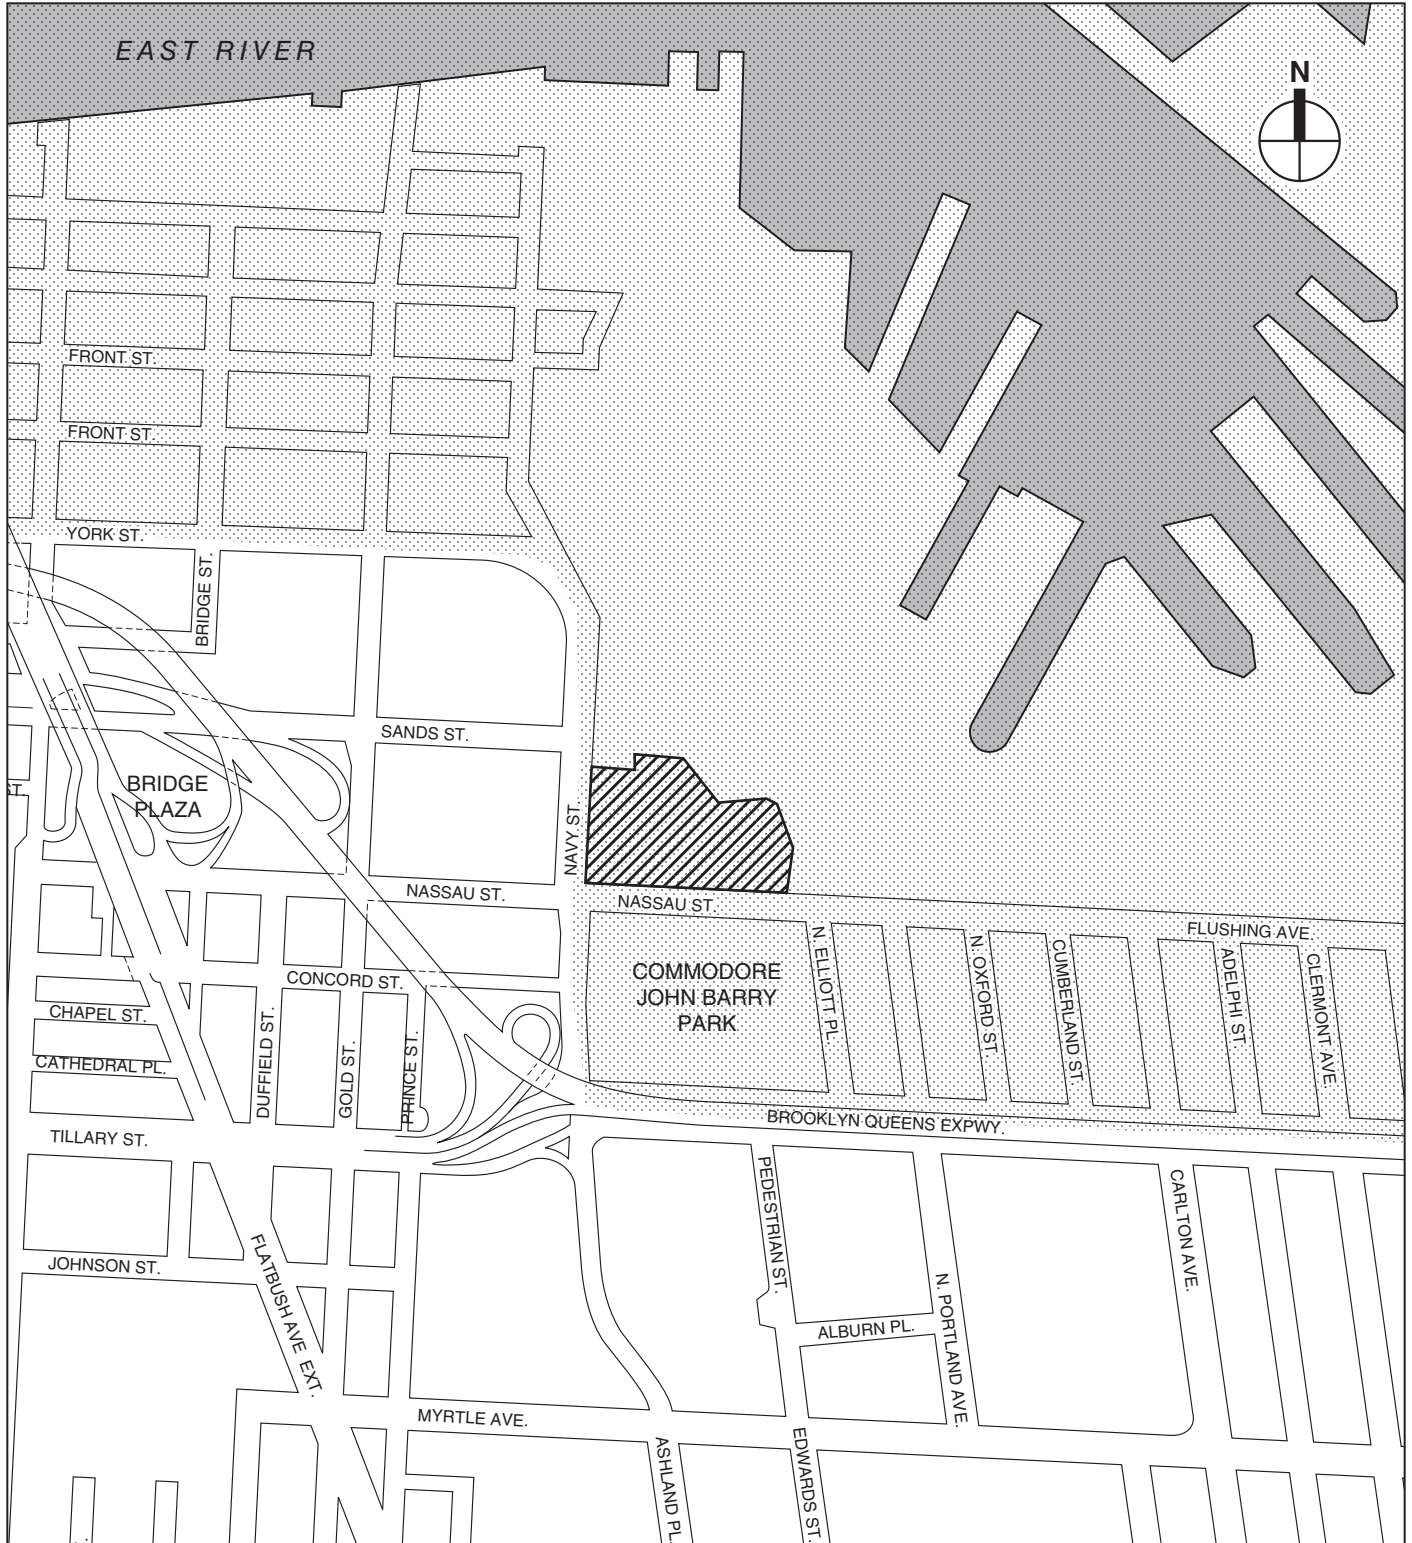 EAST RIVER
N
FRONT ST.
FRONT ST.
YORK ST.
BRIDGE ST.
SANDS ST.
BRIDGE
PLAZA
ST.
NAVY ST.
NASSAU ST.
NASSAU ST.
FLUSHING AVE.
COMMODORE
JOHN BARRY
PARK
N. ELLIOTT PL.
N. OXFORD ST.
CUMBERLAND ST.
ADELPHI ST.
CLERMONT AVE.
CONCORD ST.
CHAPEL ST.
CATHEDRAL PL.
DUFFIELD ST.
GOLD ST.
PRINCE ST.
BROOKLYN QUEENS EXPWY.
TILLARY ST.
PEDESTRIAN ST.
CARLTON AVE.
JOHNSON ST.
FLATBUSH AVE EXT.
N. PORTLAND AVE.
ALBURN PL.
MYRTLE AVE.
ASHLAND PL.
EDWARDS ST.